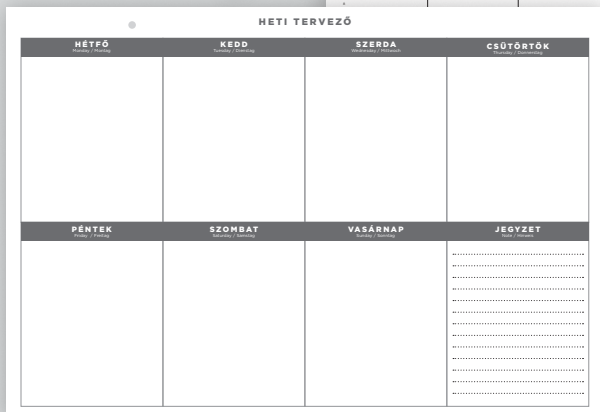 HETI TERVEZŐ
HÉTFŐ
Monday / Montag
KEDD
Tuesday / Dienstag
SZERDA
Wednesday / Mittwoch
CSÜTÖRTÖK
Thursday / Donnerstag
PÉNTEK
Friday / Freitag
SZOMBAT
Saturday / Samstag
VASÁRNAP
Sunday / Sonntag
JEGYZET
Note / Hinweis